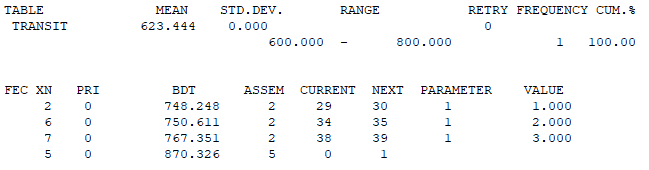 TABLE MEAN STD.DEV. RANGE RETRY FREQUENCY CUM.%
TRANSIT 623.444 0.000 0
600.000 - 800.000 1 100.00
FEC XN PRI BDT ASSEM CURRENT NEXT PARAMETER VALUE
2 0 748.248 2 29 30 1 1.000
6 0 750.611 2 34 35 1 2.000
7 0 767.351 2 38 39 1 3.000
5 0 870.326 5 0 1